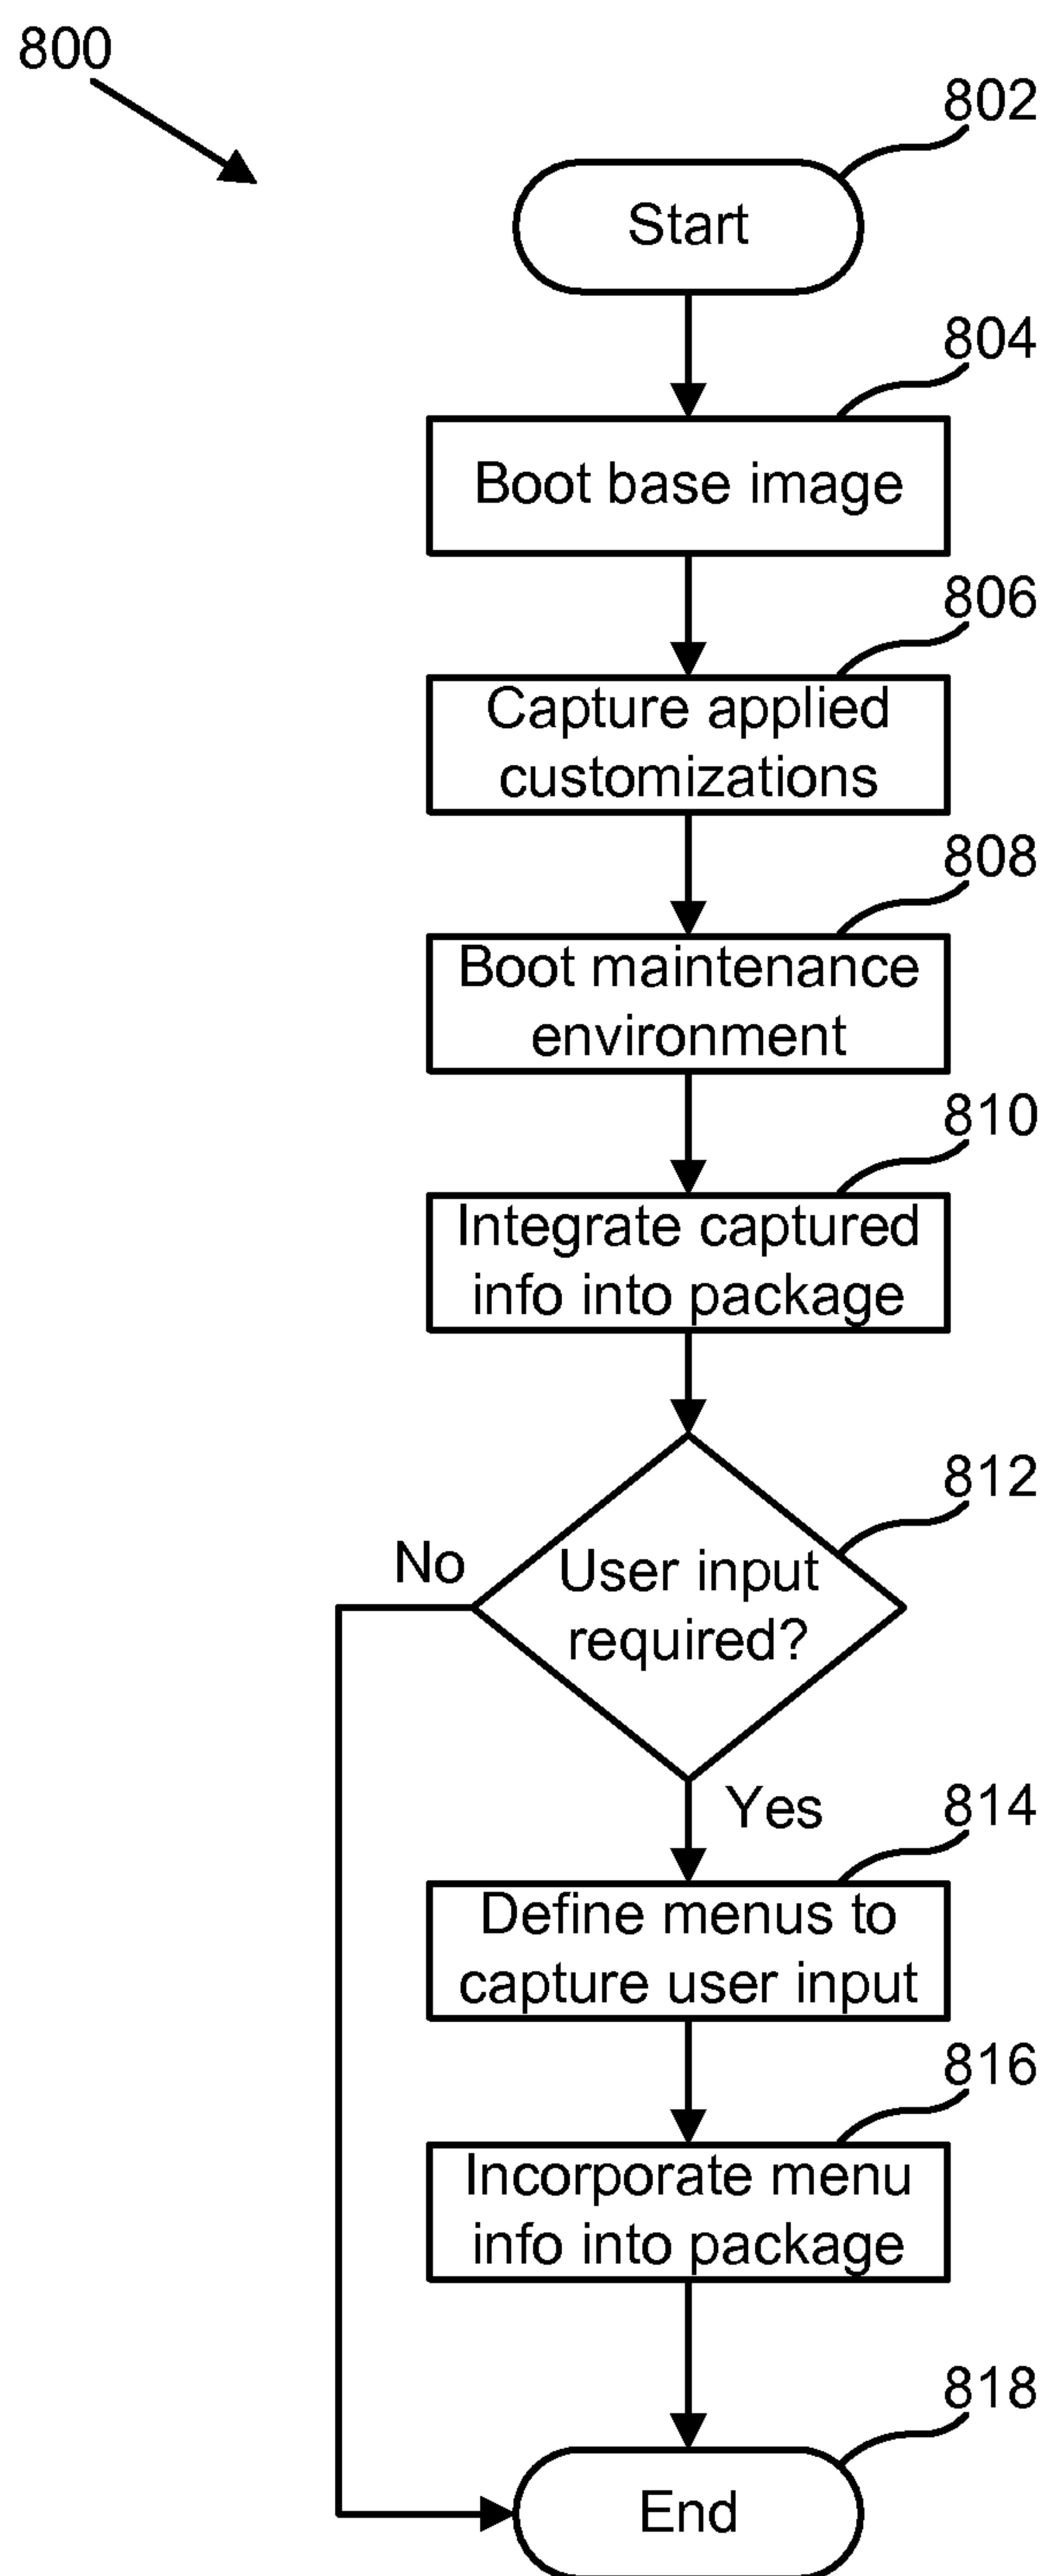 800
802
Start
804
Boot base image
806
Capture applied
customizations
808
Boot maintenance
environment
810
Integrate captured
info into package
812
No
User input
required?
Yes
814
Define menus to
capture user input
816
Incorporate menu
info into package
818
End